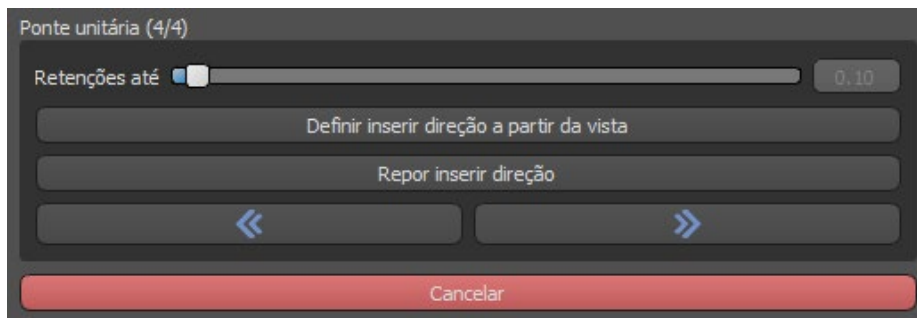 Ponte unitária (4/4)
Retenções até 0,10
Definir inserir direção a partir da vista
Repor inserir direção
Cancelar